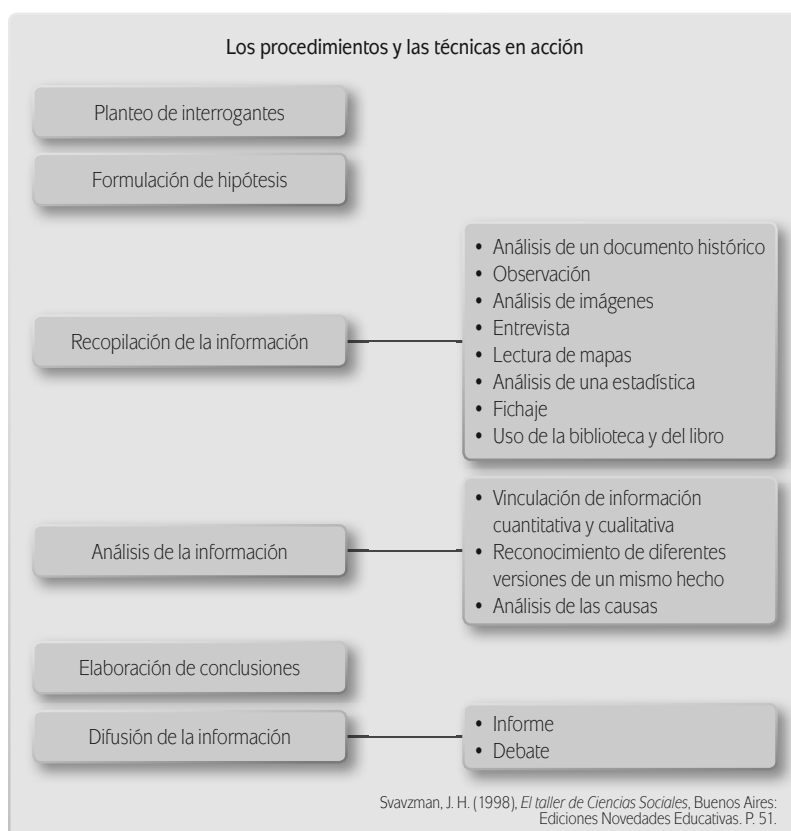 Los procedimientos y las técnicas en acción
Planteo de interrogantes
Formulación de hipótesis
Recopilación de la información
• Análisis de un documento histórico
• Observación
• Análisis de imágenes
• Entrevista
• Lectura de mapas
• Análisis de una estadística
• Fichaje
• Uso de la biblioteca y del libro
Análisis de la información
• Vinculación de información
cuantitativa y cualitativa
• Reconocimiento de diferentes
versiones de un mismo hecho
• Análisis de las causas
Elaboración de conclusiones
Difusión de la información
• Informe
• Debate
Svavzman, J. H. (1998), El taller de Ciencias Sociales, Buenos Aires:
Ediciones Novedades Educativas. P. 51.